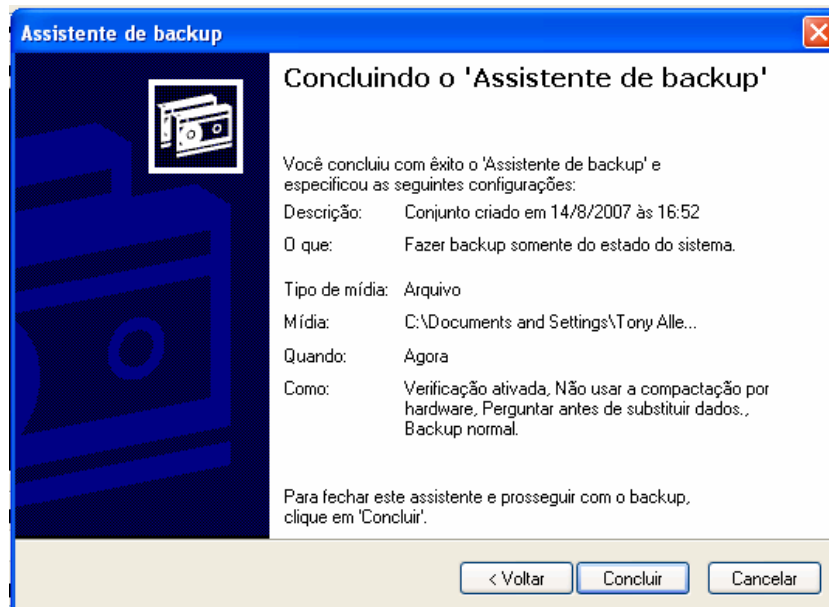 Assistente de backup
Concluindo o 'Assistente de backup'
Você concluiu com êxito o 'Assistente de backup' e
especificou as seguintes configurações:
Descrição: Conjunto criado em 14/8/2007 às 16:52
O que: Fazer backup somente do estado do sistema.
Tipo de mídia: Arquivo
Mídia: C:\Documents and Settings\Tony Alle...
Quando: Agora
Como: Verificação ativada, Não usar a compactação por
hardware, Perguntar antes de substituir dados.,
Backup normal.
Para fechar este assistente e prosseguir com o backup,
clique em 'Concluir'.
< Voltar Concluir Cancelar